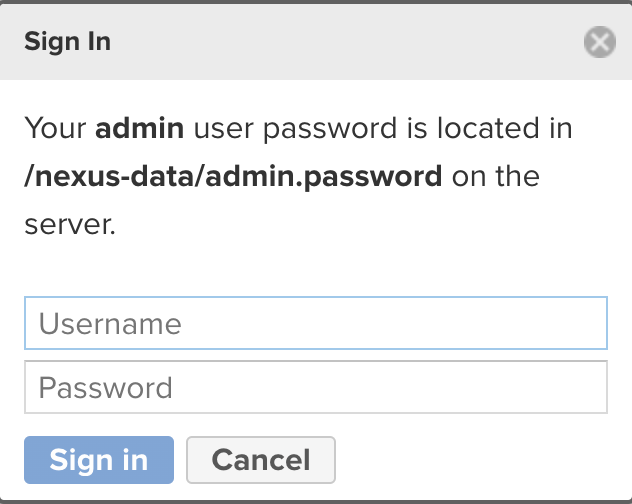 Sign In
Your admin user password is located in
/nexus-data/admin.password on the
server.
Username
Password
Sign in
Cancel